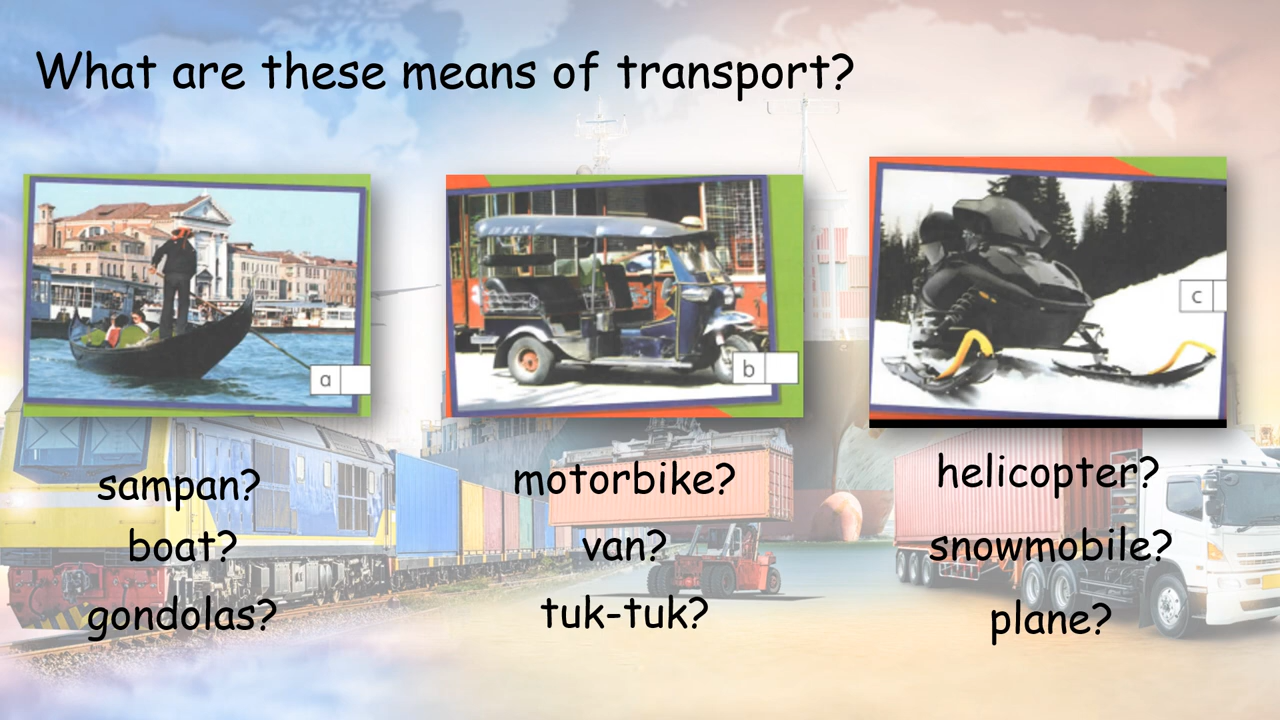 What are these means of transport?
a
b
c
sampan?
boat?
gondolas?
motorbike?
van?
tuk-tuk?
helicopter?
snowmobile?
plane?